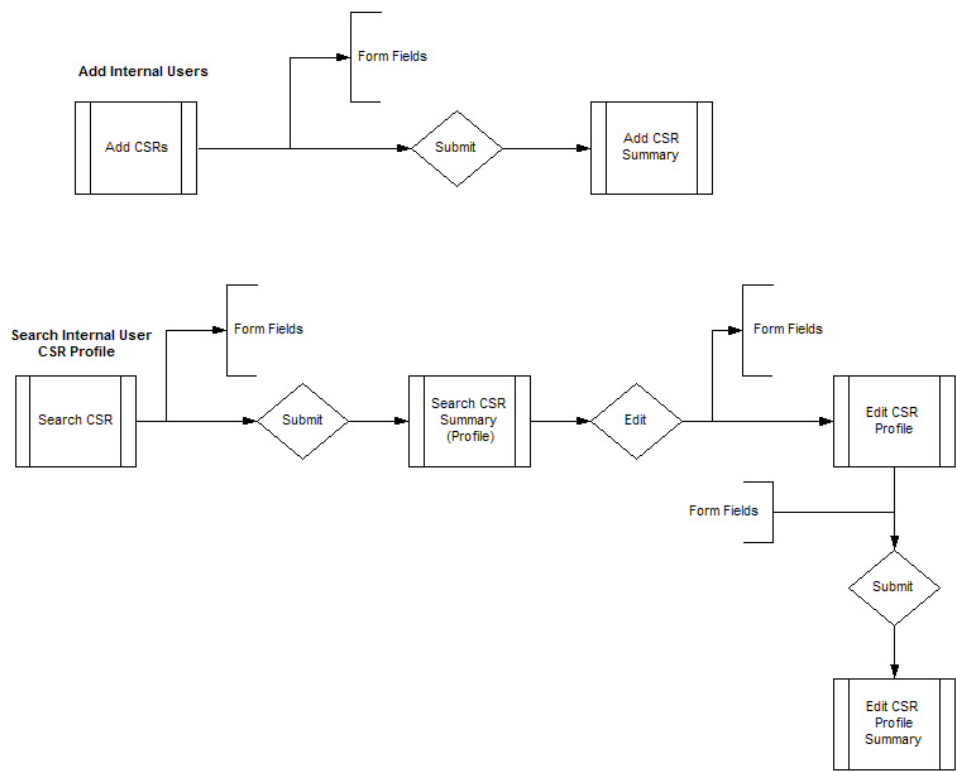 Form Fields
Add Internal Users
Add CSRs
Submit
Add CSR
Summary
Form Fields
Form Fields
Search Internal User
CSR Profile
Search CSR
Submit
Search CSR
Summary
(Profile)
Edit
Edit CSR
Profile
Form Fields
Submit
Edit CSR
Profile
Summary